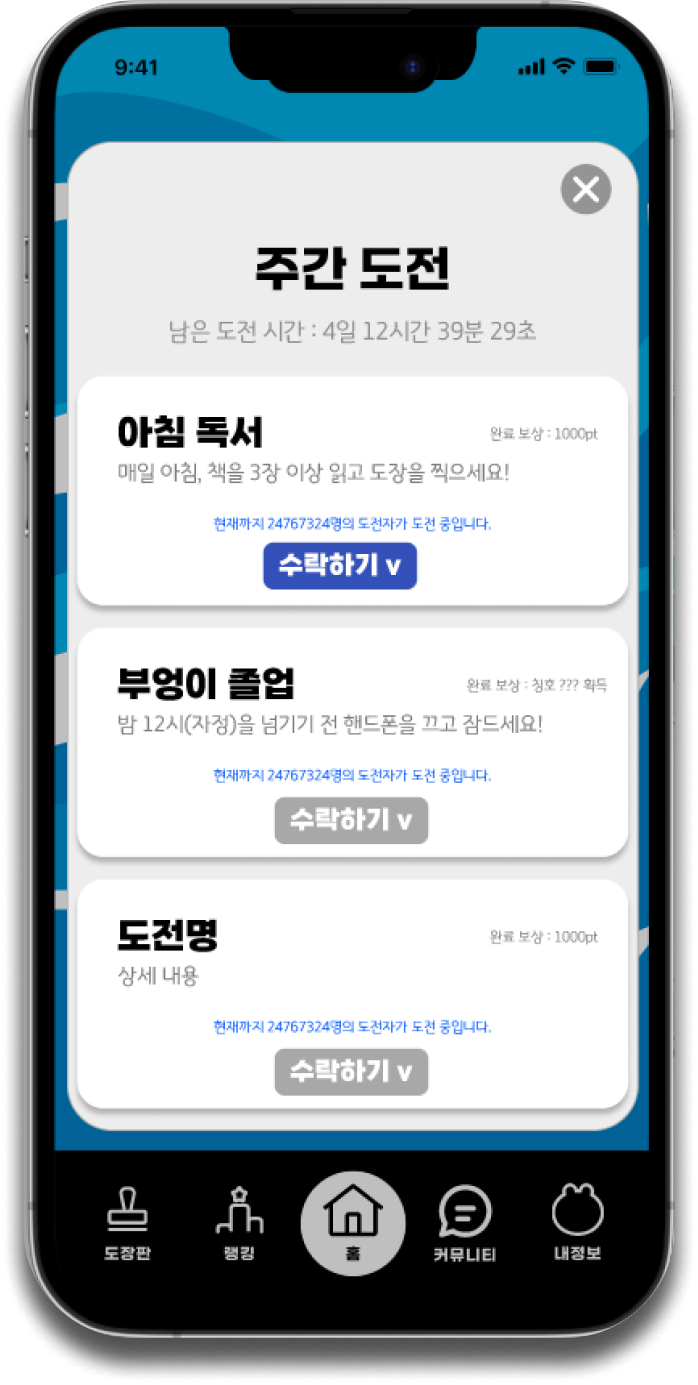 9:41
주간 도전
남은 도전 시간 : 4일 12시간 39분 29초
아침 독서
완료 보상 : 1000pt
매일 아침, 책을 3장 이상 읽고 도장을 찍으세요!
현재까지 24767324명의 도전자가 도전 중입니다.
수락하기 v
부엉이 졸업
완료 보상 : 칭호 ??? 획득
밤 12시(자정)을 넘기기 전 핸드폰을 끄고 잠드세요!
현재까지 24767324명의 도전자가 도전 중입니다.
수락하기 v
도전명
완료 보상 : 1000pt
상세 내용
현재까지 24767324명의 도전자가 도전 중입니다.
수락하기 v
도장판
랭킹
홈
커뮤니티
내정보